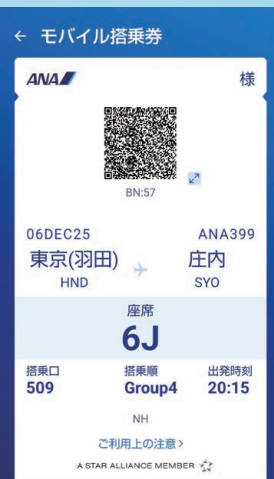 ← モバイル搭乗券
ANA 様
BN:57
06DEC25 ANA399
東京(羽田) 庄内
HND SYO
座席
6J
搭乗口 搭乗順 出発時刻
509 Group4 20:15
NH
ご利用上の注意>
A STAR ALLIANCE MEMBER